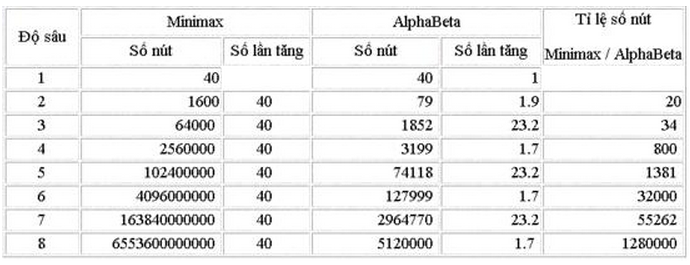 Độ sâu Minimax AlphaBeta Tỉ lệ số nút Minimax / AlphaBeta
Số nút Số lần tăng Số nút Số lần tăng
1 40 40 1
2 1600 40 79 1.9 20
3 64000 40 1852 23.2 34
4 2560000 40 3199 1.7 800
5 102400000 40 74118 23.2 1381
6 4096000000 40 127999 1.7 32000
7 163840000000 40 2964770 23.2 55262
8 6553600000000 40 5120000 1.7 1280000